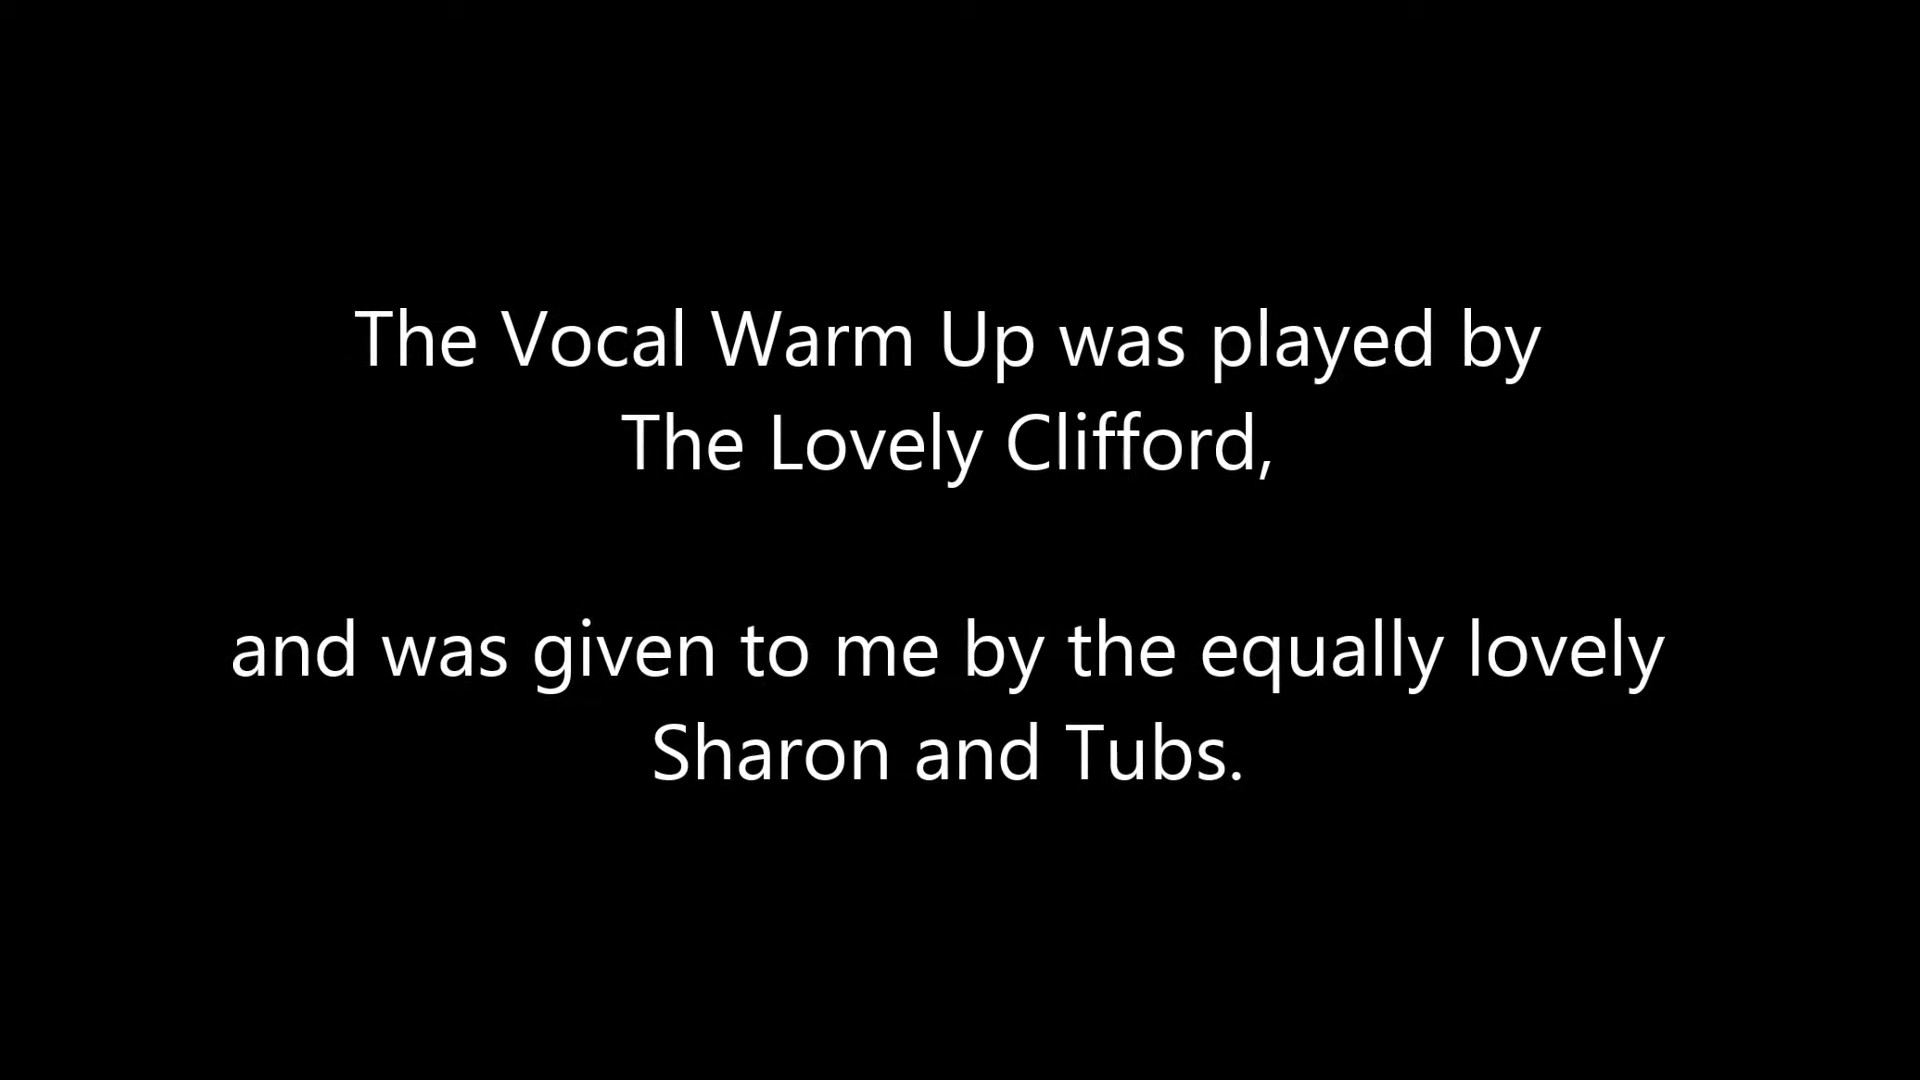 The Vocal Warm Up was played by
The Lovely Clifford,
and was given to me by the equally lovely
Sharon and Tubs.